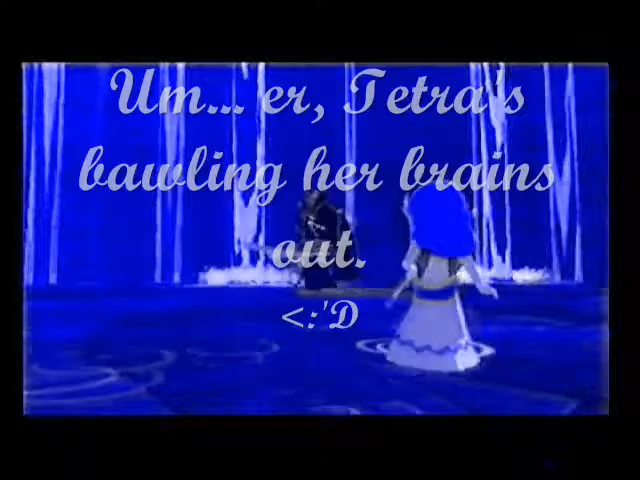 Um... er, Tetra's
bawling her brains
out.
<:'D